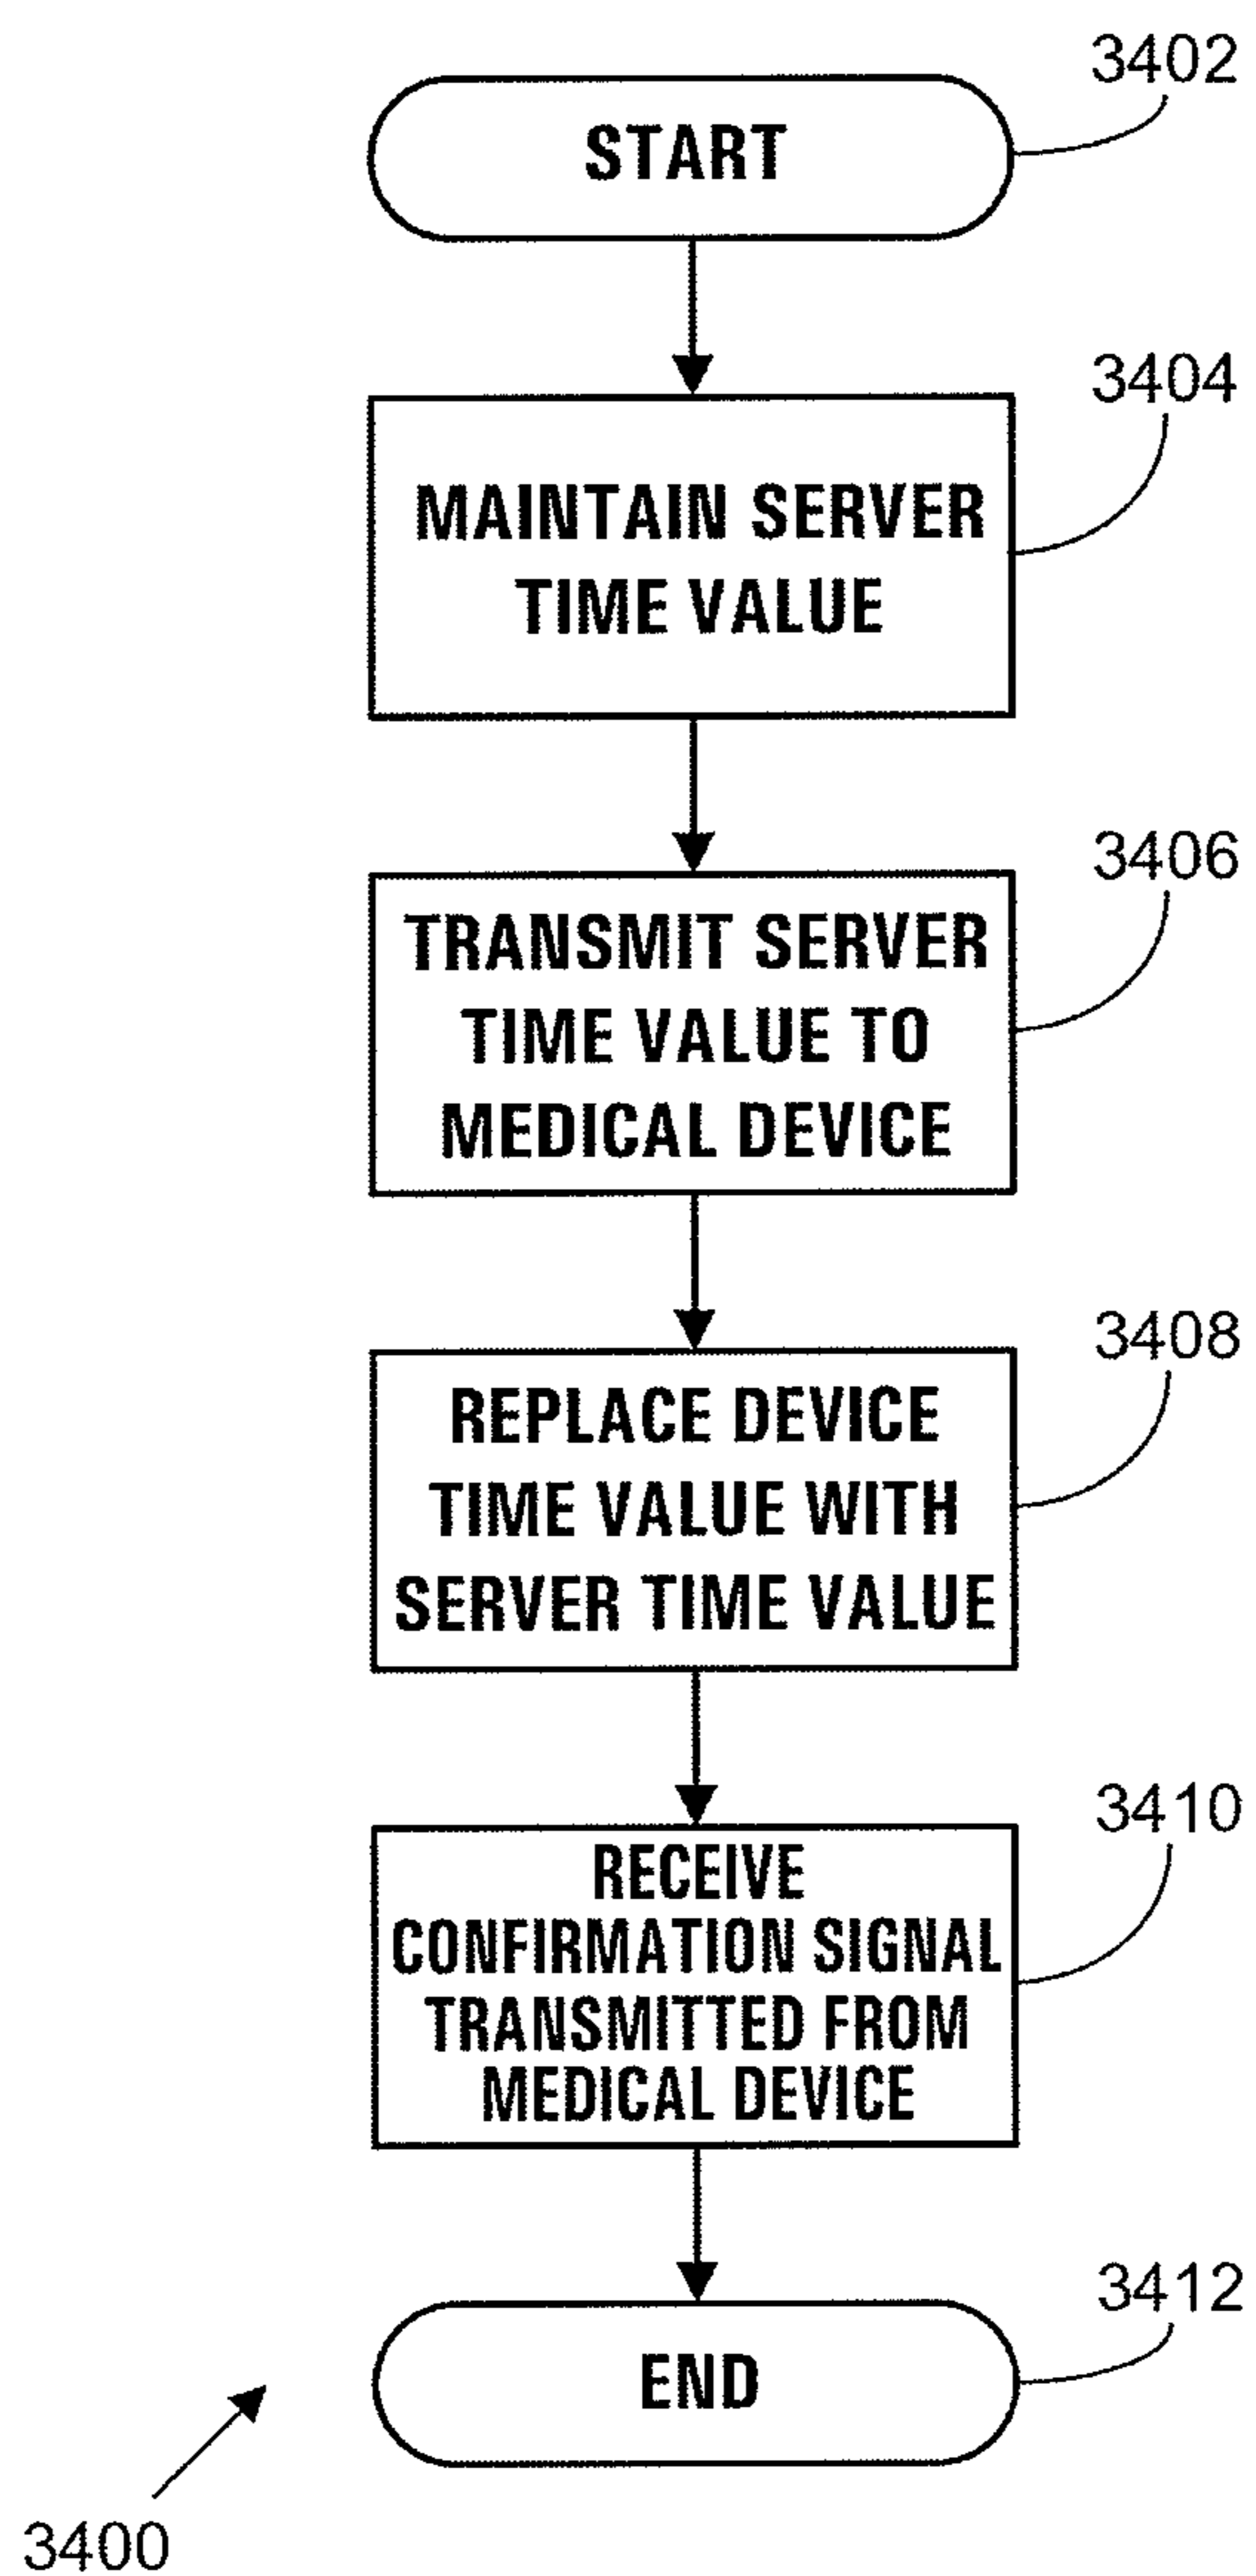 3402
START
3404
MAINTAIN SERVER
TIME VALUE
3406
TRANSMIT SERVER
TIME VALUE TO
MEDICAL DEVICE
3408
REPLACE DEVICE
TIME VALUE WITH
SERVER TIME VALUE
3410
RECEIVE
CONFIRMATION SIGNAL
TRANSMITTED FROM
MEDICAL DEVICE
3412
END
3400